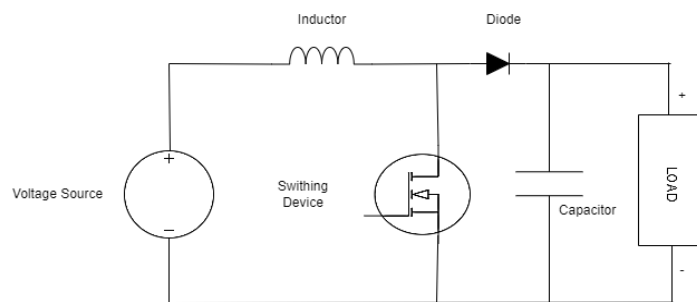 Inductor
Diode
+
+
Voltage Source
Swithing
Device
LOAD
Capacitor
−
-